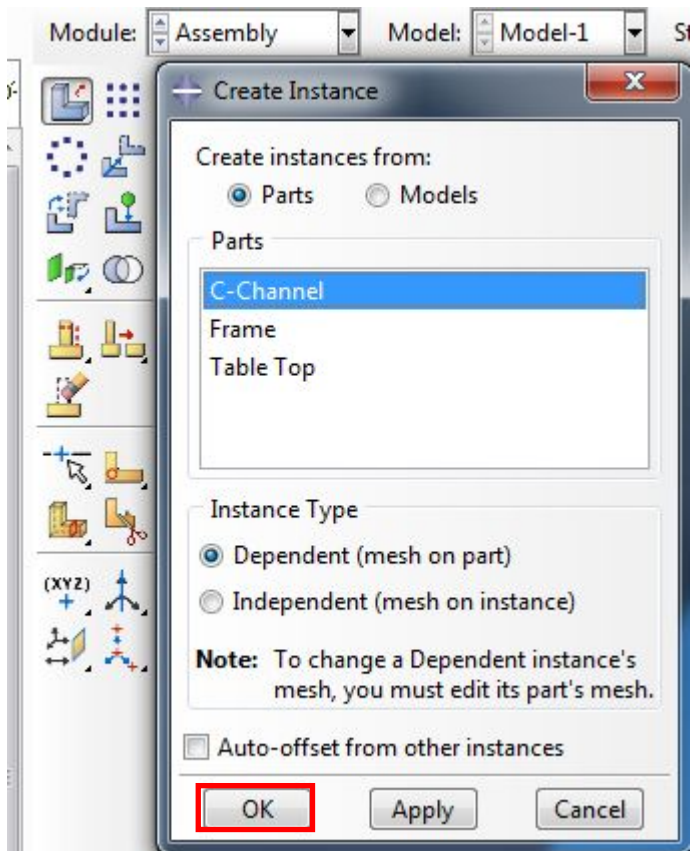 Module: Assembly Model: Model-1 St
Create Instance
Create instances from:
Parts Models
Parts
C-Channel
Frame
Table Top
Instance Type
Dependent (mesh on part)
Independent (mesh on instance)
Note: To change a Dependent instance's
mesh, you must edit its part's mesh.
Auto-offset from other instances
OK Apply Cancel
(XYZ)